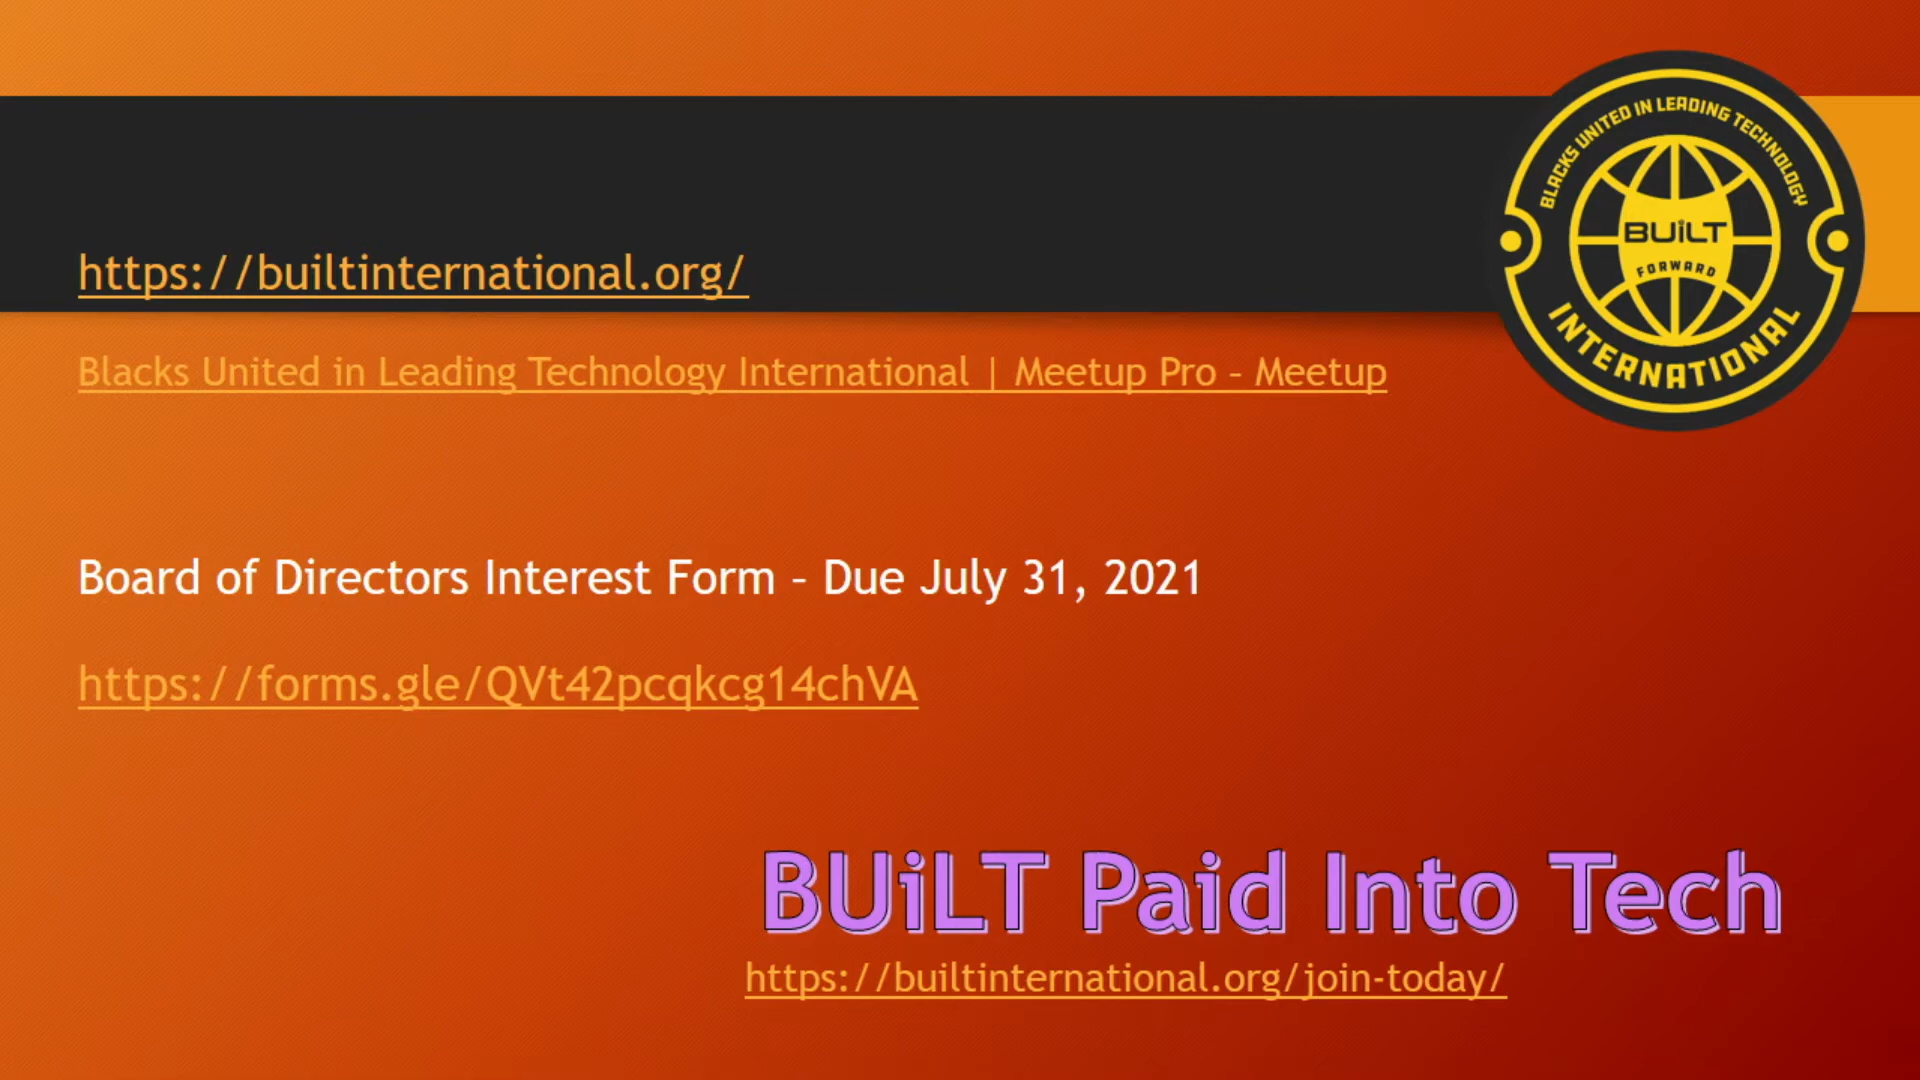 BLACKS UNITED IN LEADING TECHNOLOGY
BUiLT
FORWARD
INTERNATIONAL
https://builtinternational.org/
Blacks United in Leading Technology International | Meetup Pro – Meetup
Board of Directors Interest Form – Due July 31, 2021
https://forms.gle/QVt42pcqkcg14chVA
BUiLT Paid Into Tech
https://builtinternational.org/join-today/